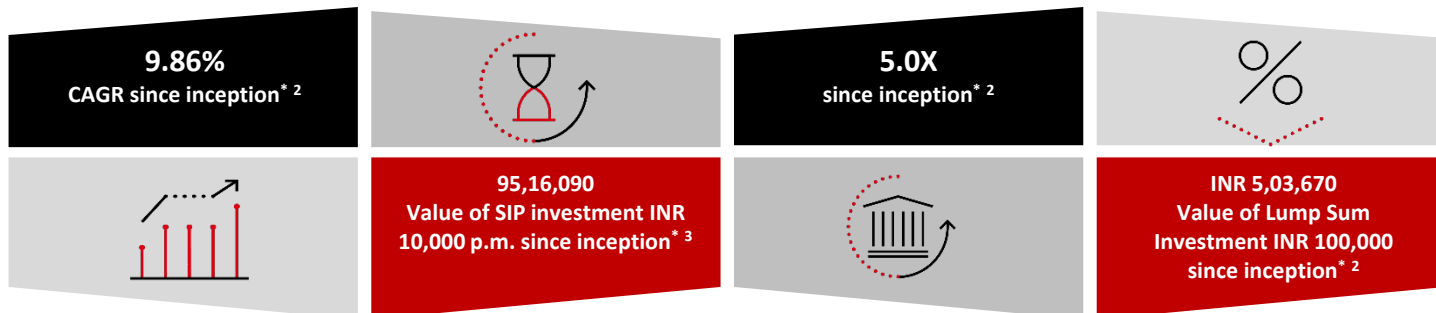 9.86%
CAGR since inception* 2
5.0X
since inception* 2
95,16,090
Value of SIP investment INR
10,000 p.m. since inception* 3
INR 5,03,670
Value of Lump Sum
Investment INR 100,000
since inception* 2